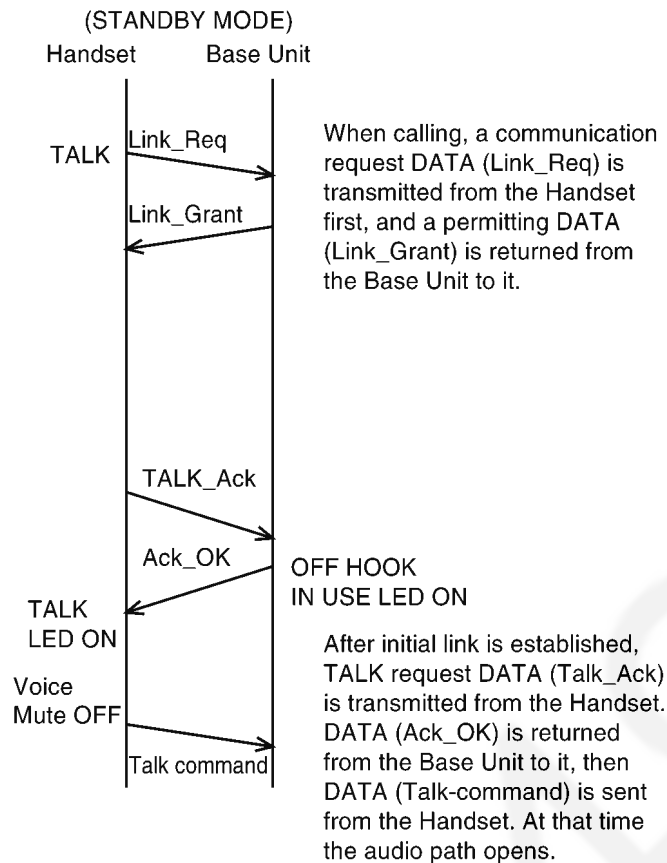 (STANDBY MODE)
Handset Base Unit
Link_Req
TALK
Link_Grant
When calling, a communication
request DATA (Link_Req) is
transmitted from the Handset
first, and a permitting DATA
(Link_Grant) is returned from
the Base Unit to it.
TALK_Ack
Ack_OK
OFF HOOK
IN USE LED ON
TALK
LED ON
Voice
Mute OFF
Talk command
After initial link is established,
TALK request DATA (Talk_Ack)
is transmitted from the Handset.
DATA (Ack_OK) is returned
from the Base Unit to it, then
DATA (Talk-command) is sent
from the Handset. At that time
the audio path opens.